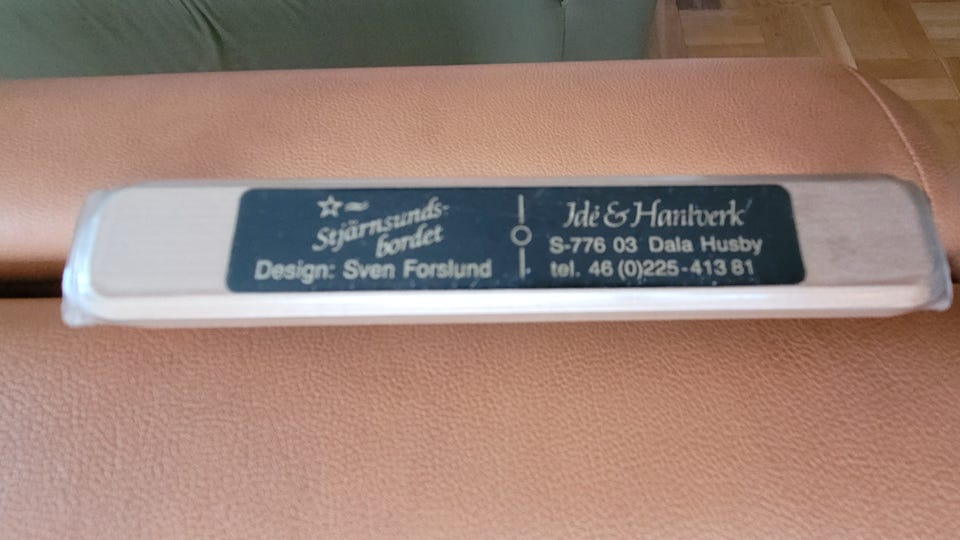 Stjärnsunds-
bordet
Design: Sven Forslund
Idé & Hantverk
S-776 03 Dala Husby
tel. 46 (0)225-413 81